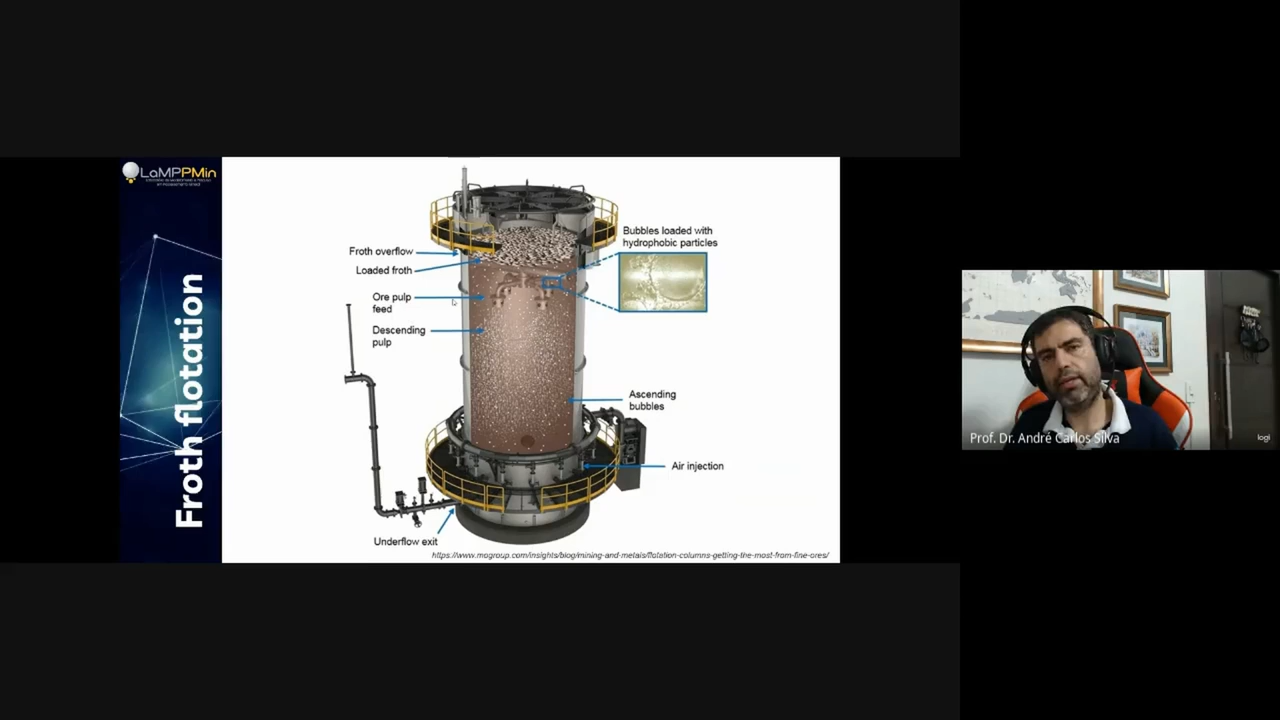 LaMPPMin
Froth flotation
Froth overflow
Loaded froth
Ore pulp
feed
Descending
pulp
Underflow exit
Bubbles loaded with
hydrophobic particles
Ascending
bubbles
Air injection
https://www.mogroup.com/insights/blog/mining-and-metals/flotation-columns-getting-the-most-from-fine-ores/
Prof. Dr. André Carlos Silva
logi